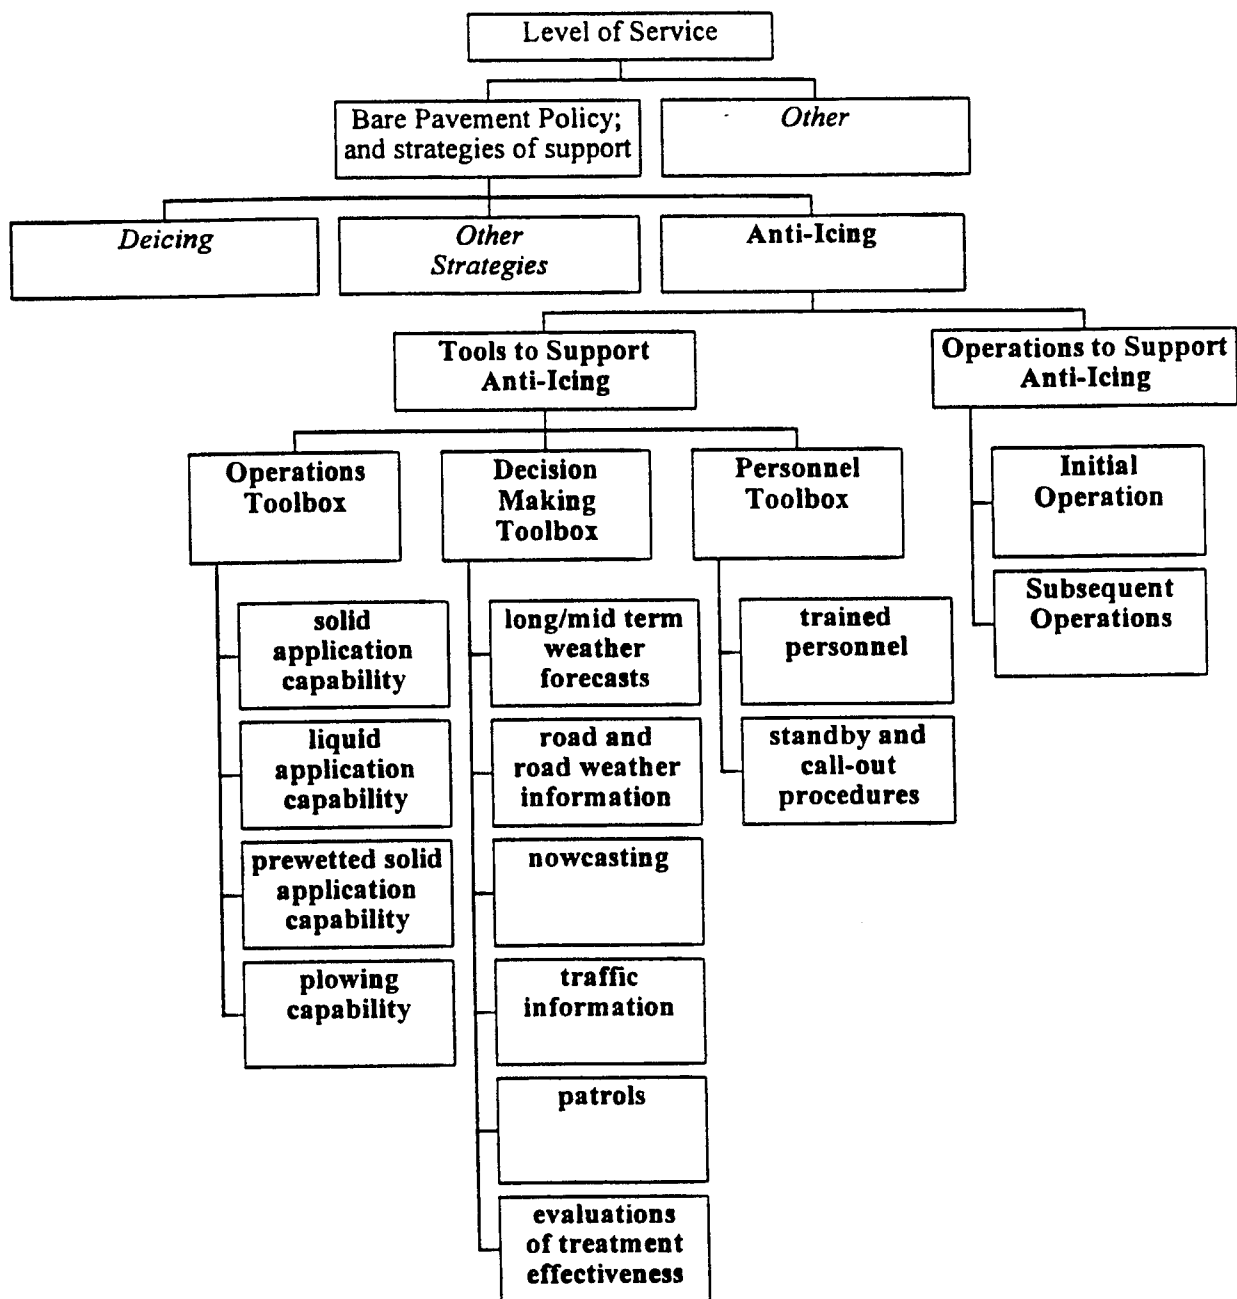 Level of Service
Bare Pavement Policy;
and strategies of support
Other
Deicing
Other
Strategies
Anti-Icing
Tools to Support
Anti-Icing
Operations to Support
Anti-Icing
Operations
Toolbox
Decision
Making
Toolbox
Personnel
Toolbox
Initial
Operation
Subsequent
Operations
solid
application
capability
liquid
application
capability
prewetted solid
application
capability
plowing
capability
long/mid term
weather
forecasts
road and
road weather
information
nowcasting
traffic
information
patrols
evaluations
of treatment
effectiveness
trained
personnel
standby and
call-out
procedures